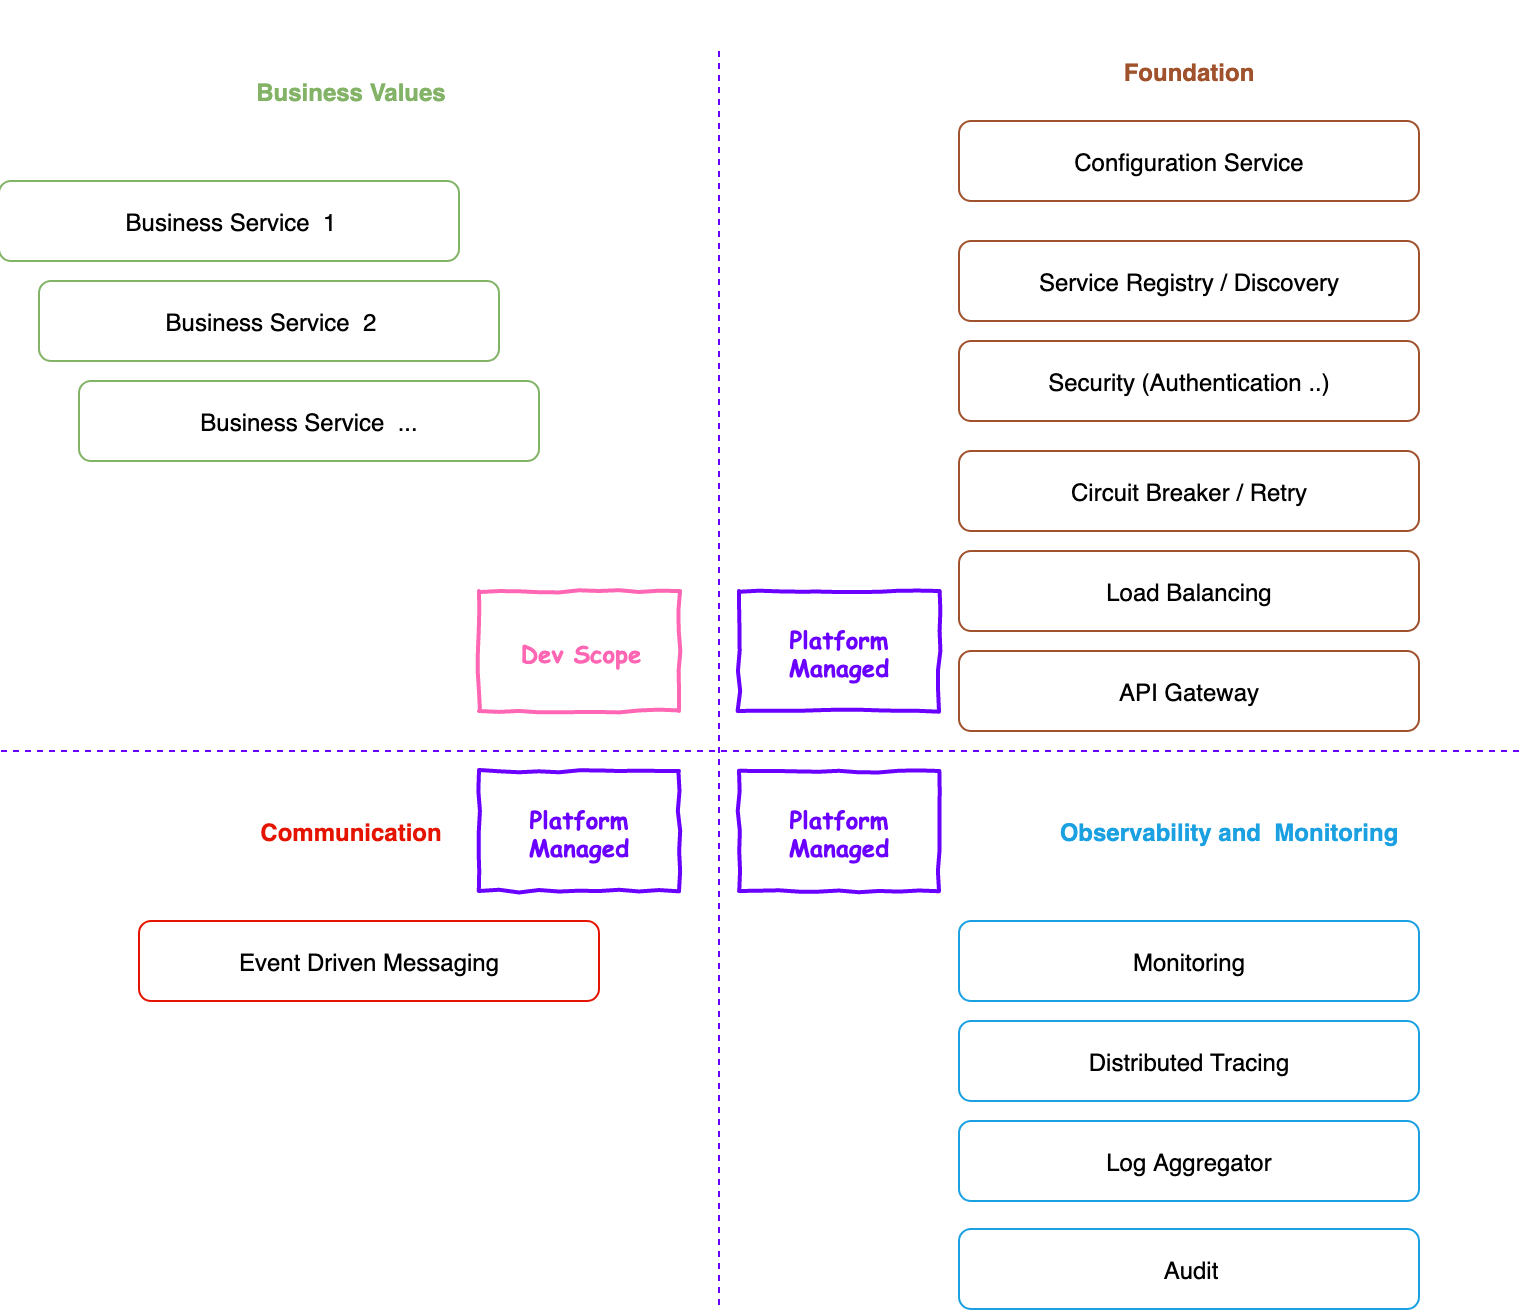 Business Values
Business Service  1
Business Service  2
Business Service  ...
Dev Scope
Foundation
Configuration Service
Service Registry / Discovery
Security (Authentication ..)
Circuit Breaker / Retry
Load Balancing
API Gateway
Platform
Managed
Communication
Platform
Managed
Event Driven Messaging
Platform
Managed
Observability and  Monitoring
Monitoring
Distributed Tracing
Log Aggregator
Audit